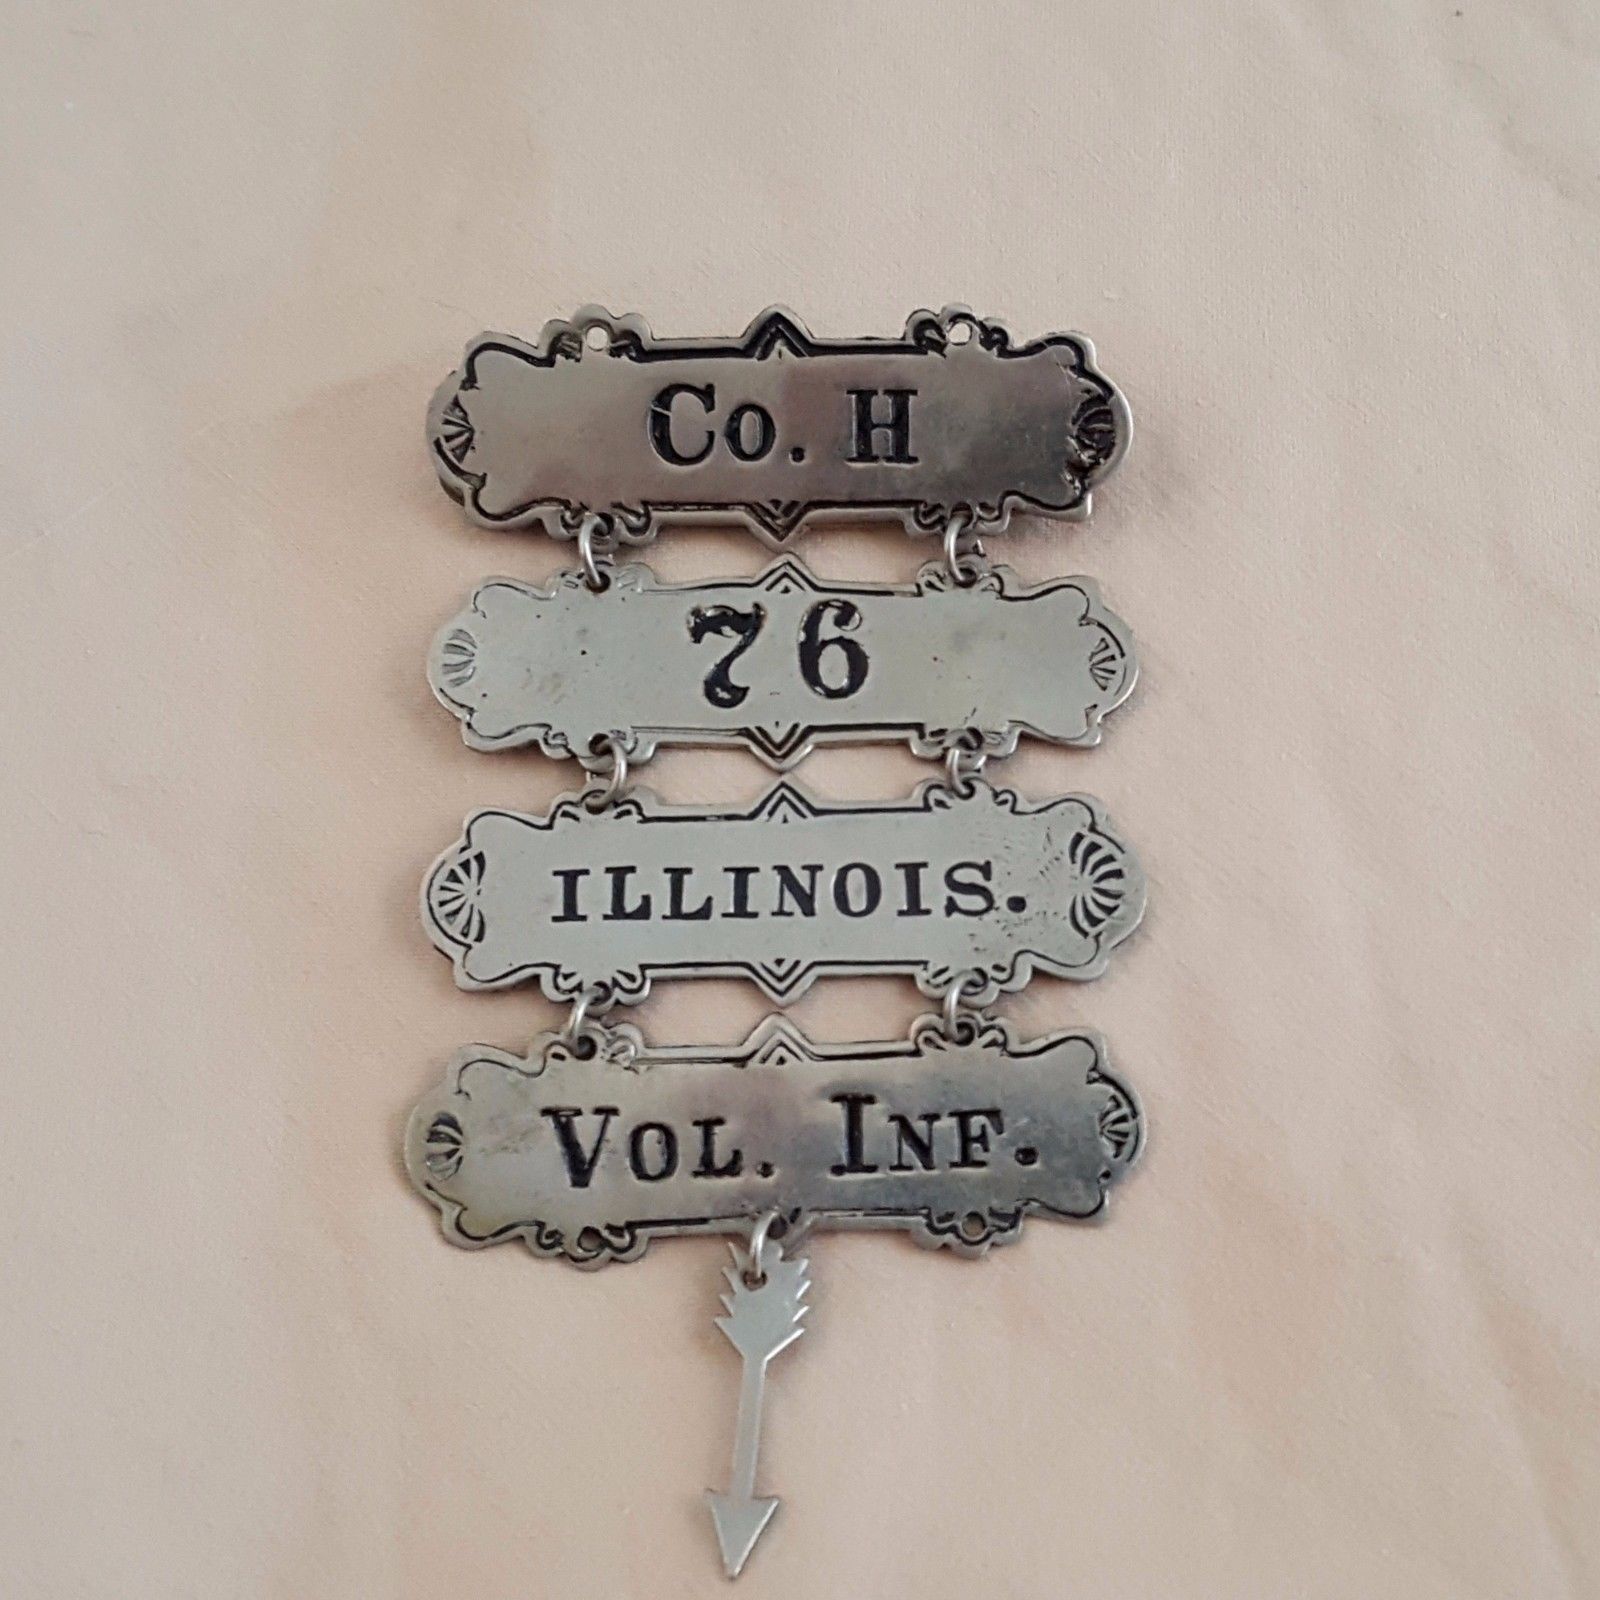 Co. H
76
ILLINOIS.
VOL. INF.